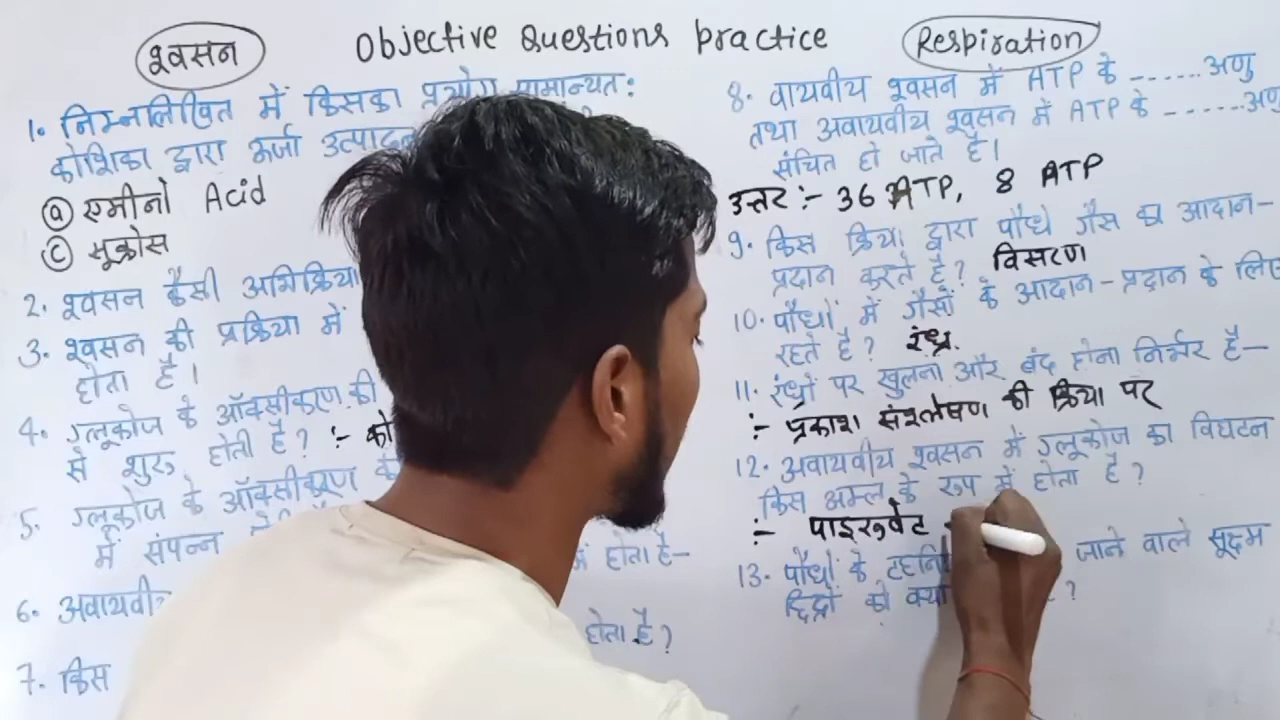 श्वसन Objective Questions practice Respiration
1. निम्नलिखित में किसका प्रयोग सामान्यत:
कोशिका द्वारा ऊर्जा उत्पादन
ⓐ एमीनो Acid
ⓒ सूक्रोस
2. श्वसन कैसी अभिक्रिया
3. श्वसन की प्रक्रिया में
होता है।
4. ग्लूकोज के ऑक्सीकरण की
से शुरु होती है? :- को
5. ग्लूकोज के ऑक्सीकरण
में संपन्न में होता है-
6. अवायवीय होता है?
7. किस
8. वायवीय श्वसन में ATP के ------- अणु
तथा अवायवीय श्वसन में ATP के ------- अणु
संचित हो जाते है।
उत्तर :- 36 ATP, 8 ATP
9. किस क्रिया द्वारा पौधे गैस का आदान-
प्रदान करते है? विसरण
10. पौधों में गैसों के आदान-प्रदान के लिए
रहते है? रंध्र.
11. रंध्रों पर खुलना और बंद होना निर्भर है-
:- प्रकाश संश्लेषण की क्रिया पर
12. अवायवीय श्वसन में ग्लूकोज का विघटन
किस अम्ल के रुप में होता है?
:- पाइरुवेट
13. पौधों के टहनि जाने वाले सूक्ष्म
छिद्रों को क्या ?